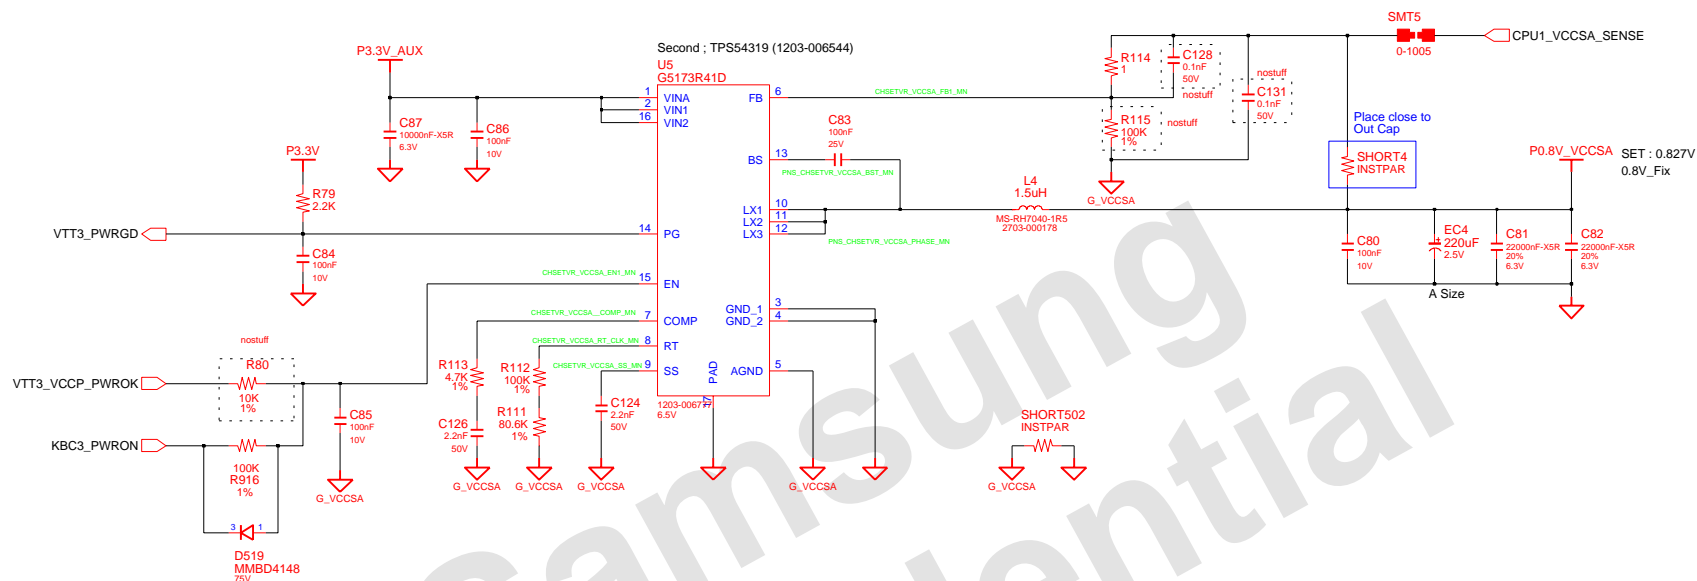 SMT5
0-1005
CPU1_VCCSA_SENSE
P3.3V_AUX
Second ; TPS54319 (1203-006544)
U5
G5173R41D
R114
1
C128
0.1nF
50V
nostuff
nostuff
C131
0.1nF
50V
1
2
16
VINA
VIN1
VIN2
FB
6
CHSETVR_VCCSA_FB1_MN
C87
10000nF-X5R
6.3V
C86
100nF
10V
C83
100nF
25V
R115
100K
1%
nostuff
Place close to
Out Cap
SHORT4
INSTPAR
P0.8V_VCCSA
SET : 0.827V
0.8V_Fix
P3.3V
R79
2.2K
BS
13
PNS_CHSETVR_VCCSA_BST_MN
G_VCCSA
L4
1.5uH
MS-RH7040-1R5
2703-000178
LX1
LX2
LX3
10
11
12
PNS_CHSETVR_VCCSA_PHASE_MN
VTT3_PWRGD
14
PG
C84
100nF
10V
C80
100nF
10V
EC4
220uF
2.5V
A Size
C81
22000nF-X5R
20%
6.3V
C82
22000nF-X5R
20%
6.3V
CHSETVR_VCCSA_EN1_MN
15
EN
GND_1
GND_2
3
4
CHSETVR_VCCSA__COMP_MN
7
COMP
CHSETVR_VCCSA_RT_CLK_MN
8
RT
CHSETVR_VCCSA_SS_MN
9
SS
PAD
17
AGND
5
1203-00677
6.5V
nostuff
R80
10K
1%
VTT3_VCCP_PWROK
KBC3_PWRON
100K
R916
1%
C85
100nF
10V
G_VCCSA
R113
4.7K
1%
C126
2.2nF
50V
G_VCCSA
R112
100K
1%
R111
80.6K
1%
G_VCCSA
C124
2.2nF
50V
G_VCCSA
G_VCCSA
SHORT502
INSTPAR
G_VCCSA
3
1
D519
MMBD4148
75V
Samsung